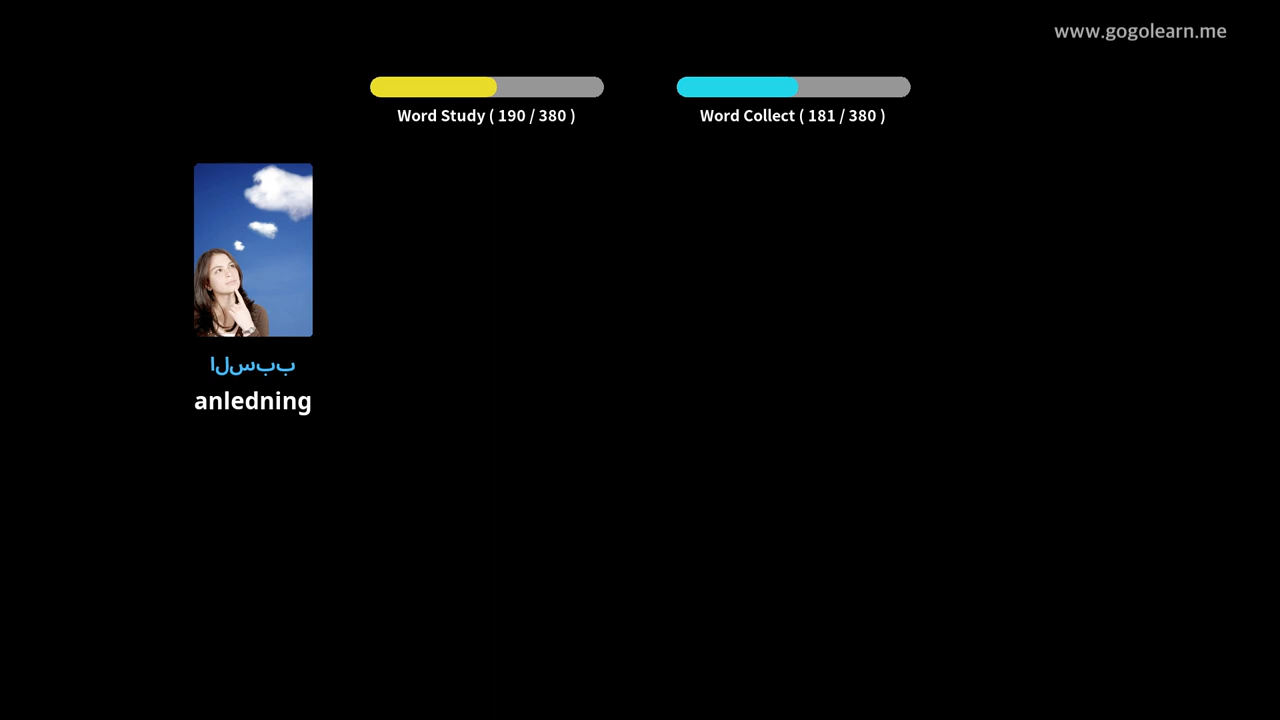 www.gogolearn.me
Word Study ( 190 / 380 )
Word Collect ( 181 / 380 )
السبب
anledning